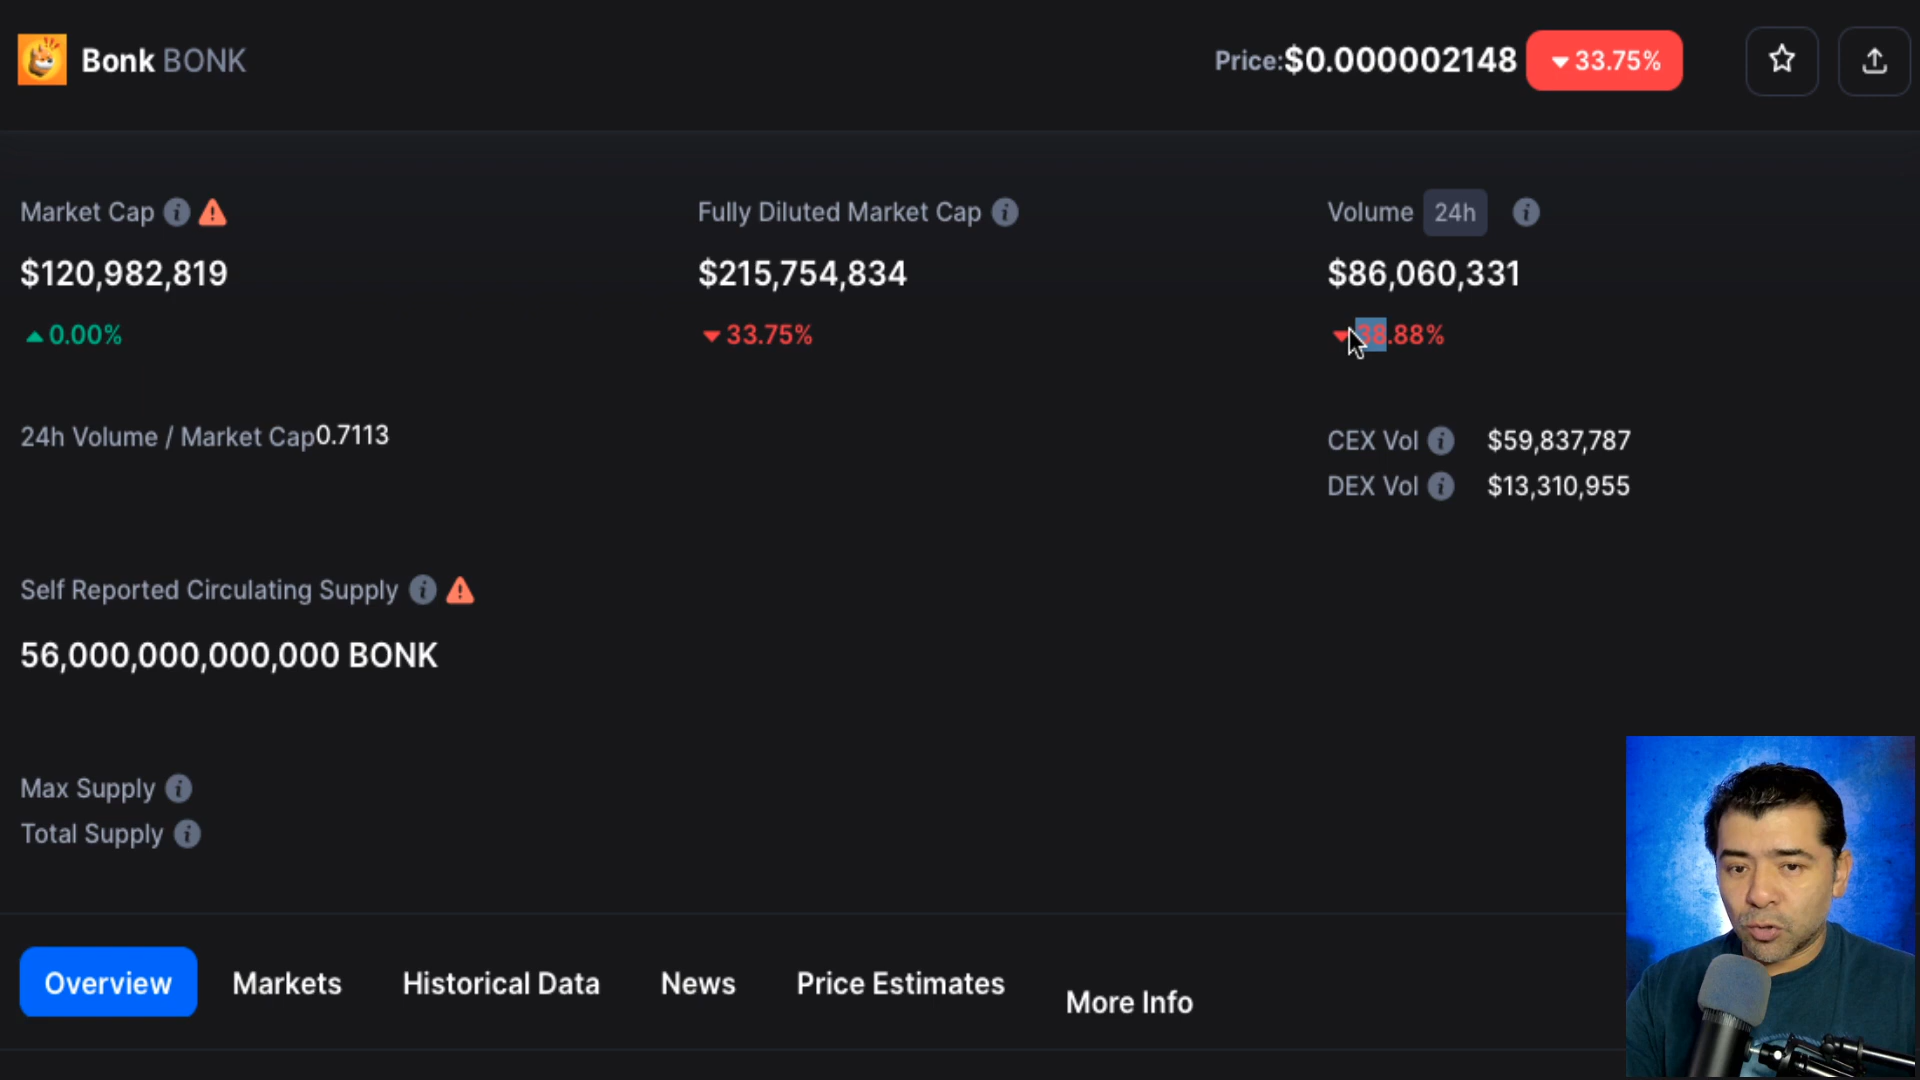 Bonk BONK
Price:$0.000002148 33.75%
Market Cap
$120,982,819
0.00%
Fully Diluted Market Cap
$215,754,834
33.75%
Volume 24h
$86,060,331
38.88%
24h Volume / Market Cap0.7113
CEX Vol $59,837,787
DEX Vol $13,310,955
Self Reported Circulating Supply
56,000,000,000,000 BONK
Max Supply
Total Supply
Overview Markets Historical Data News Price Estimates More Info